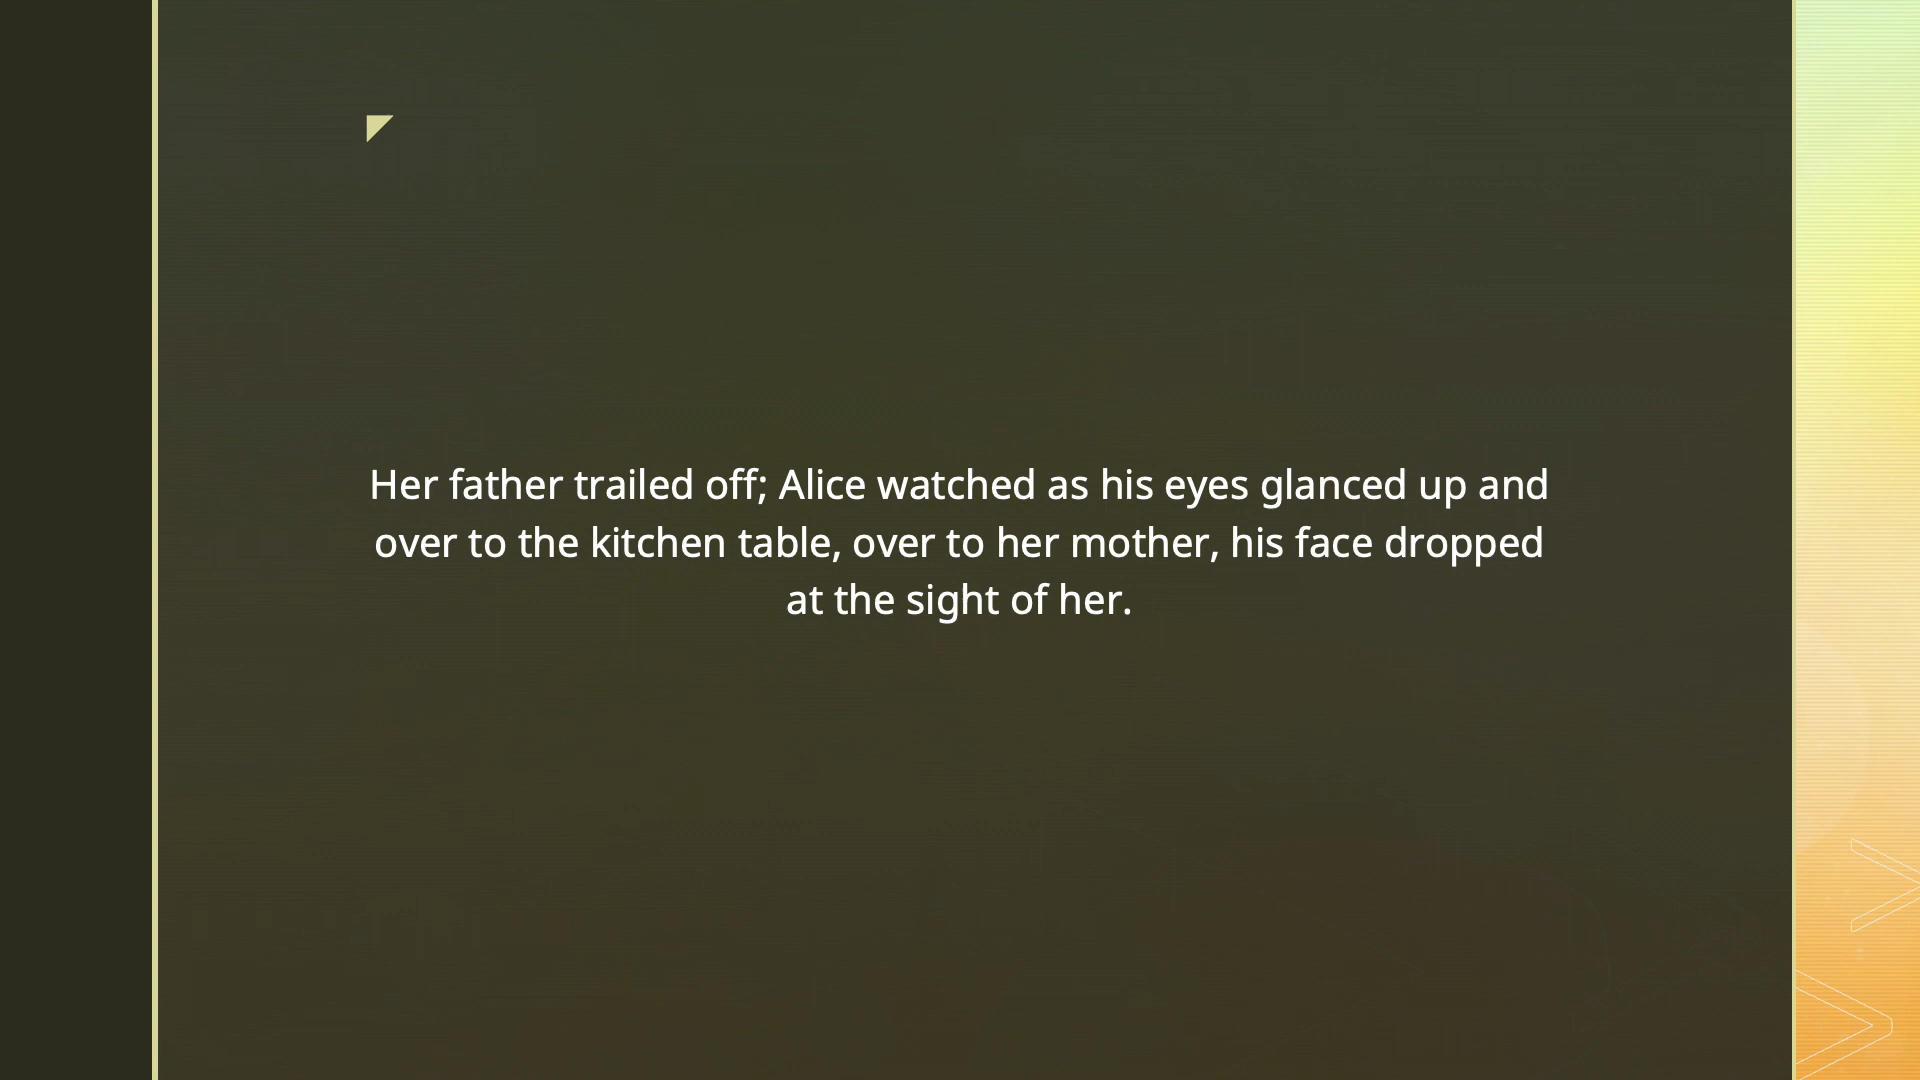 Her father trailed off; Alice watched as his eyes glanced up and
over to the kitchen table, over to her mother, his face dropped
at the sight of her.